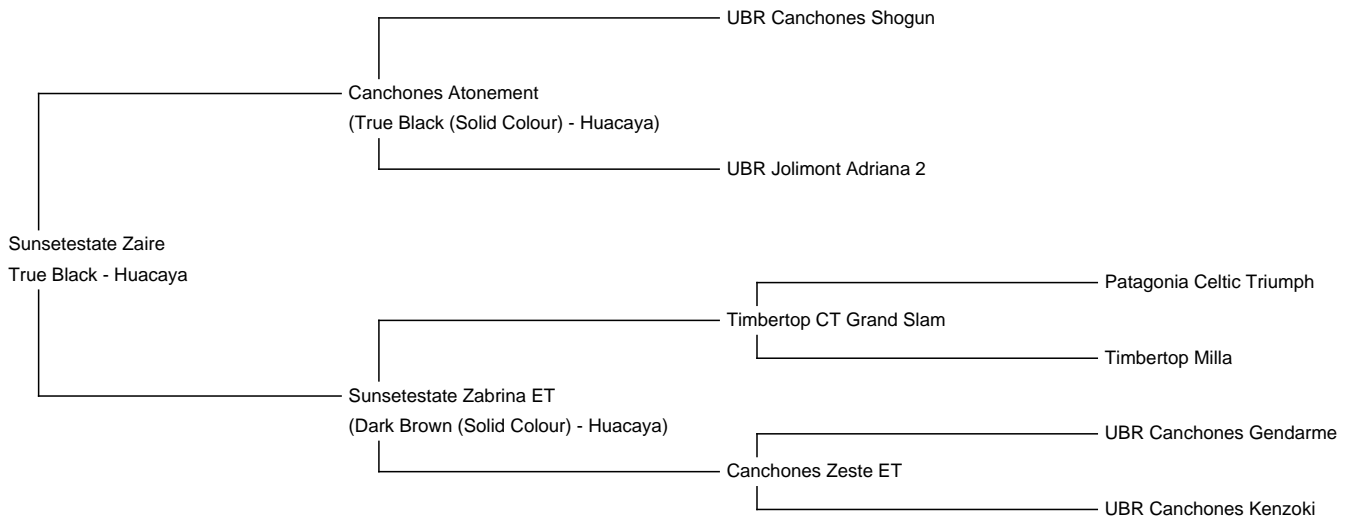 UBR Canchones Shogun
Canchones Atonement
(True Black (Solid Colour) - Huacaya)
UBR Jolimont Adriana 2
Sunsetestate Zaire
True Black - Huacaya
Patagonia Celtic Triumph
Timbertop CT Grand Slam
Timbertop Milla
Sunsetestate Zabrina ET
(Dark Brown (Solid Colour) - Huacaya)
UBR Canchones Gendarme
Canchones Zeste ET
UBR Canchones Kenzoki